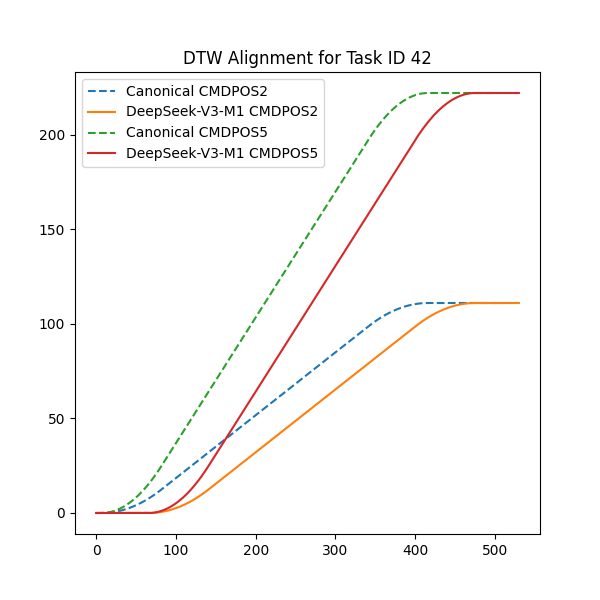 DTW Alignment for Task ID 42
Canonical CMDPOS2
DeepSeek-V3-M1 CMDPOS2
Canonical CMDPOS5
DeepSeek-V3-M1 CMDPOS5
200
150
100
50
0
0 100 200 300 400 500